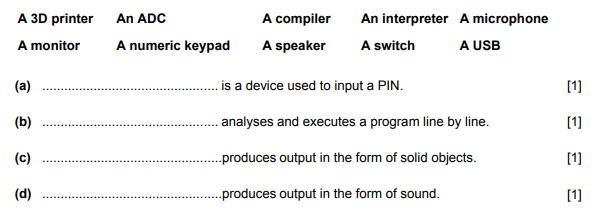 A 3D printer An ADC A compiler An interpreter A microphone
A monitor A numeric keypad A speaker A switch A USB
(a) ................................................ is a device used to input a PIN. [1]
(b) ................................................ analyses and executes a program line by line. [1]
(c) .................................................produces output in the form of solid objects. [1]
(d) .................................................produces output in the form of sound. [1]